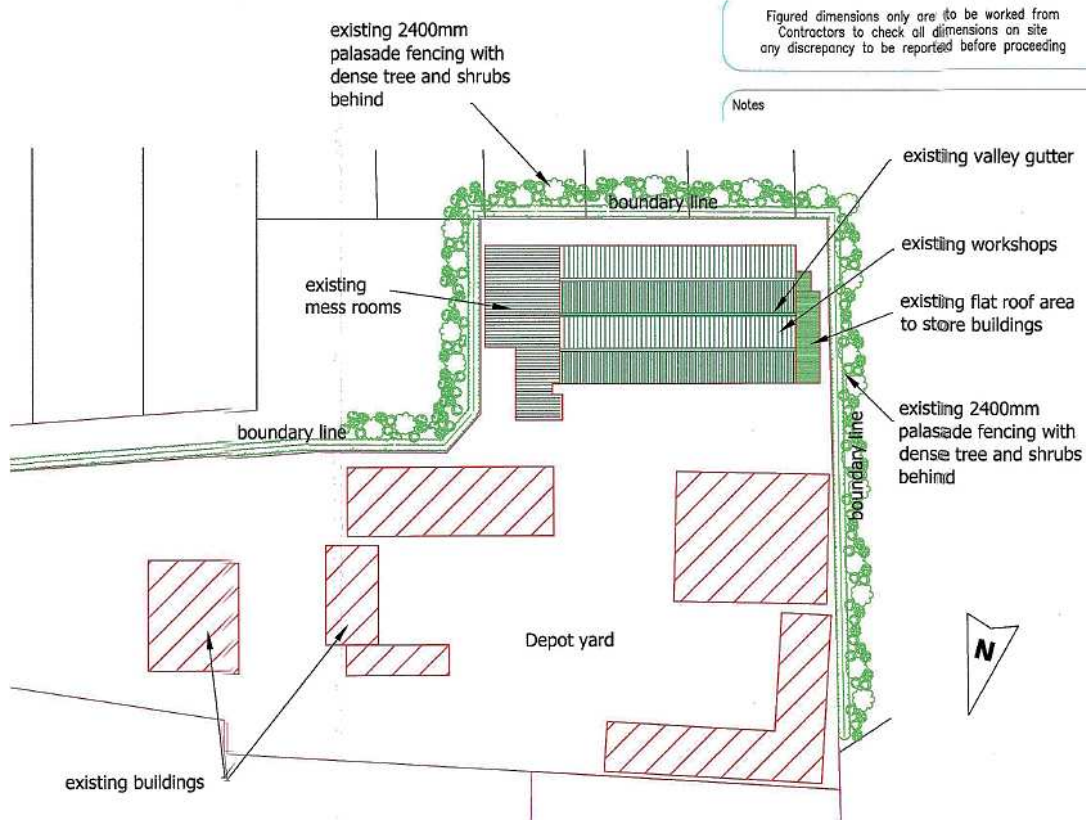 Figured dimensions only are to be worked from
Contractors to check all dimensions on site
any discrepancy to be reported before proceeding
Notes
existing 2400mm
palasade fencing with
dense tree and shrubs
behind
existing valley gutter
boundary line
existing workshops
existing
mess rooms
existing flat roof area
to store buildings
existing 2400mm
palasade fencing with
dense tree and shrubs
behind
boundary line
boundary line
Depot yard
N
existing buildings